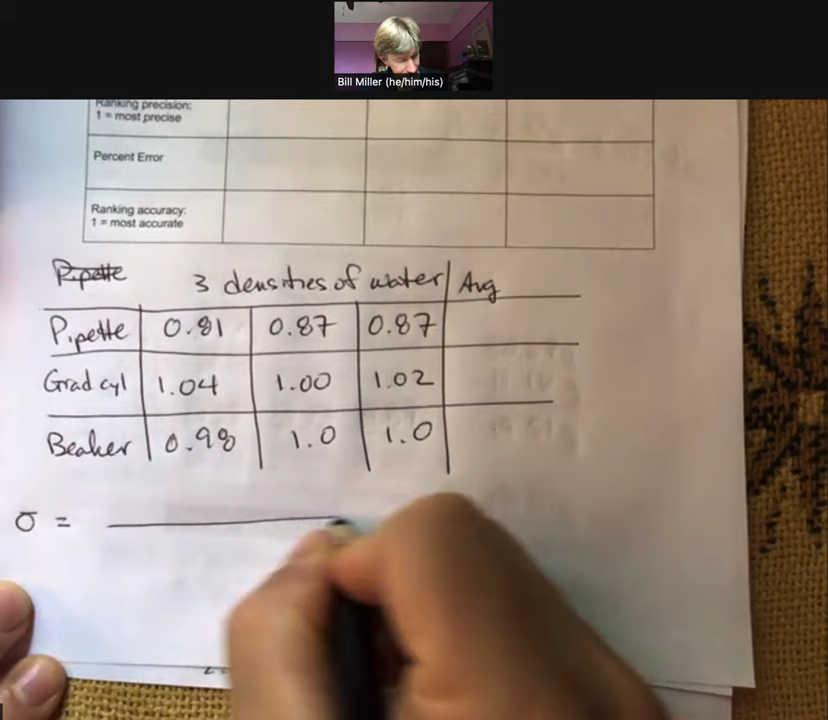 Bill Miller (he/him/his)
Ranking precision:
1 = most precise
Percent Error
Ranking accuracy:
1 = most accurate
Pipette 3 densities of water Avg
Pipette 0.81 0.87 0.87
Grad cyl 1.04 1.00 1.02
Beaker 0.98 1.0 1.0
σ =